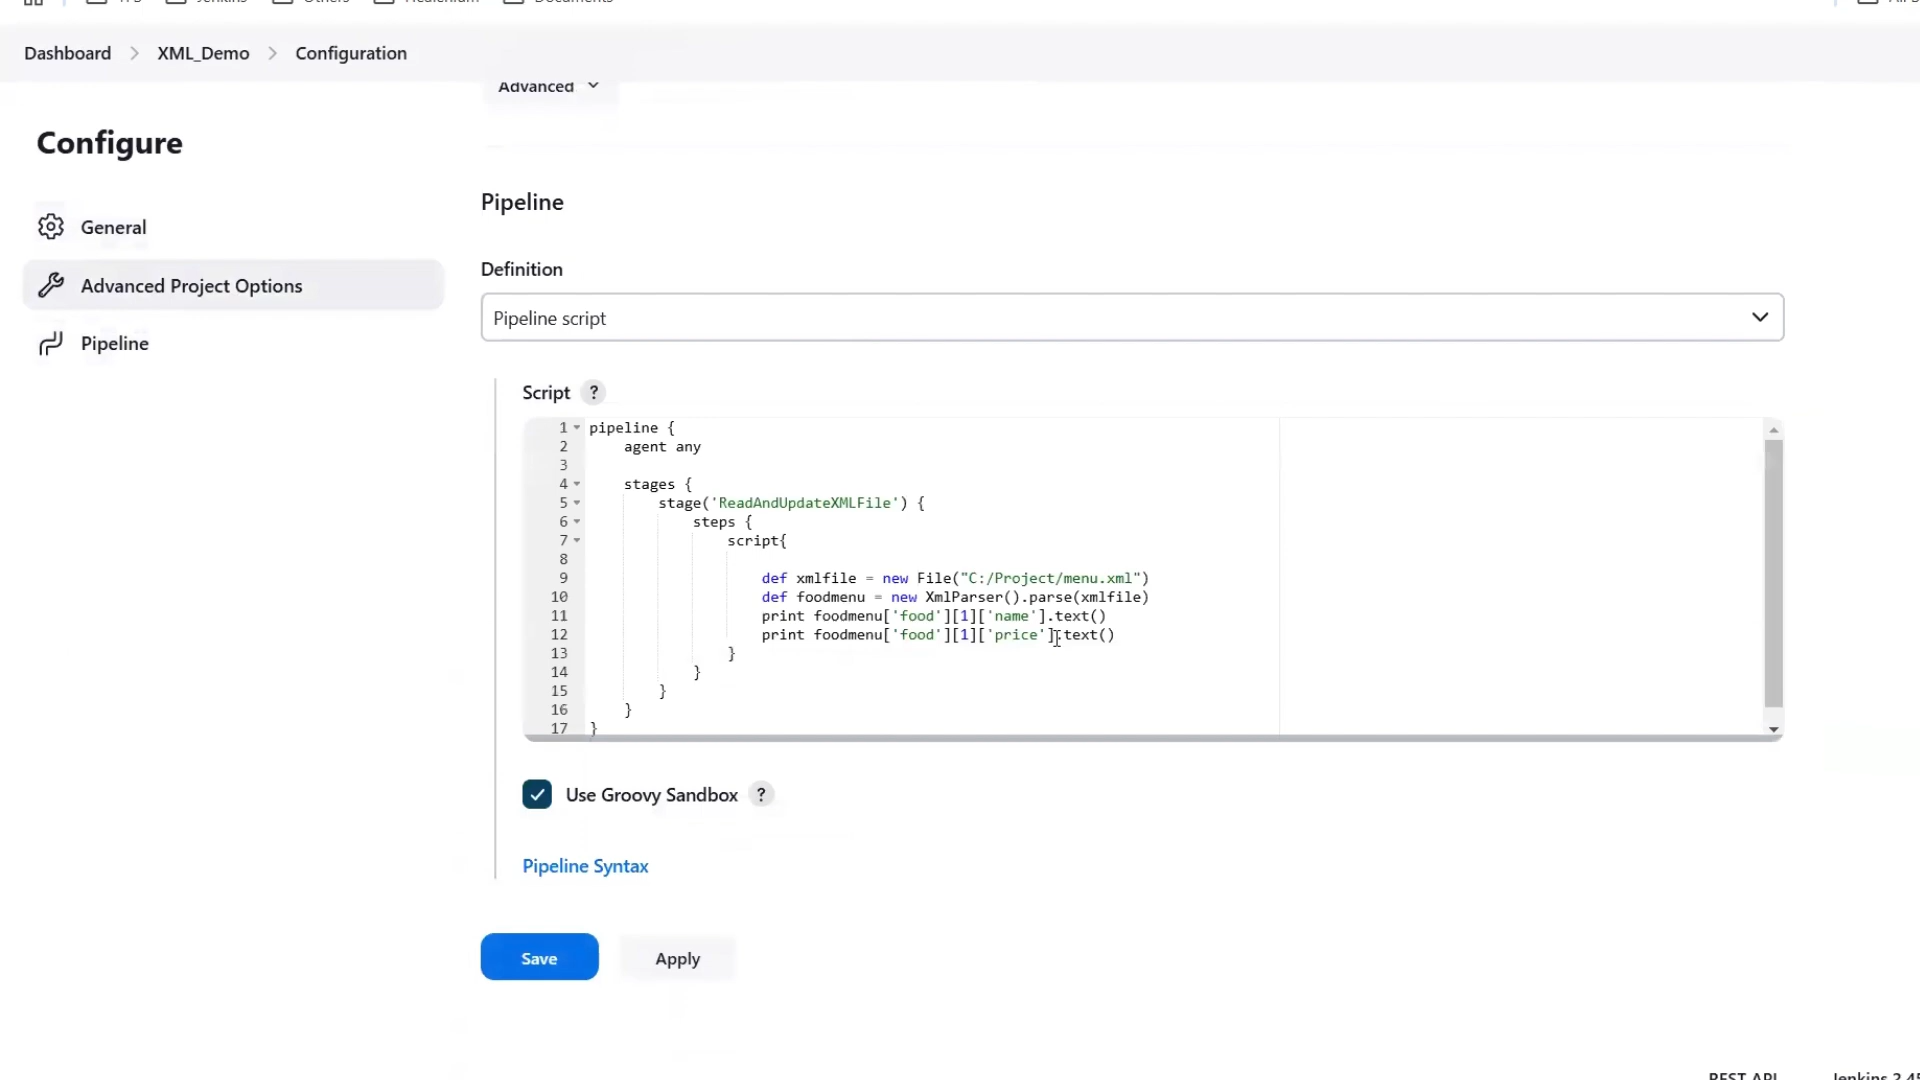 Dashboard > XML_Demo > Configuration
Advanced
Configure
General
Advanced Project Options
Pipeline
Pipeline
Definition
Pipeline script
Script ?
1 pipeline {
2     agent any
3
4     stages {
5         stage('ReadAndUpdateXMLFile') {
6             steps {
7                 script{
8
9                     def xmlfile = new File("C:/Project/menu.xml")
10                     def foodmenu = new XmlParser().parse(xmlfile)
11                     print foodmenu['food'][1]['name'].text()
12                     print foodmenu['food'][1]['price'].text()
13                 }
14             }
15         }
16     }
17 }
Use Groovy Sandbox ?
Pipeline Syntax
Save
Apply
REST API
Jenkins